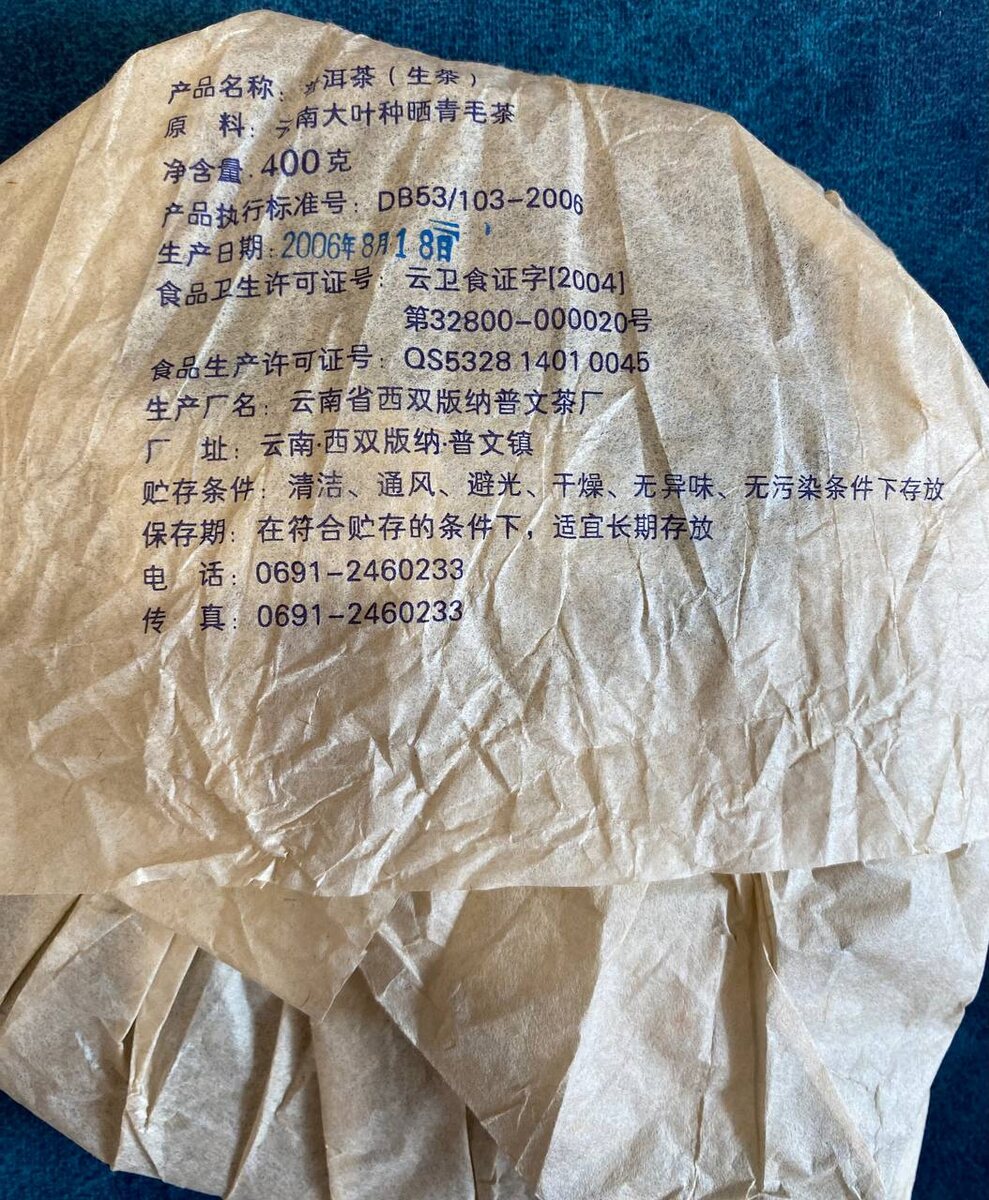 产品名称：普洱茶（生茶）
原　料：云南大叶种晒青毛茶
净含量：400克
产品执行标准号：DB53/103-2006
生产日期：2006年8月18日
食品卫生许可证号：云卫食证字[2004]
第32800-000020号
食品生产许可证号：QS5328 1401 0045
生产厂名：云南省西双版纳普文茶厂
厂　址：云南·西双版纳·普文镇
贮存条件：清洁、通风、避光、干燥、无异味、无污染条件下存放
保存期：在符合贮存的条件下，适宜长期存放
电　话：0691-2460233
传　真：0691-2460233